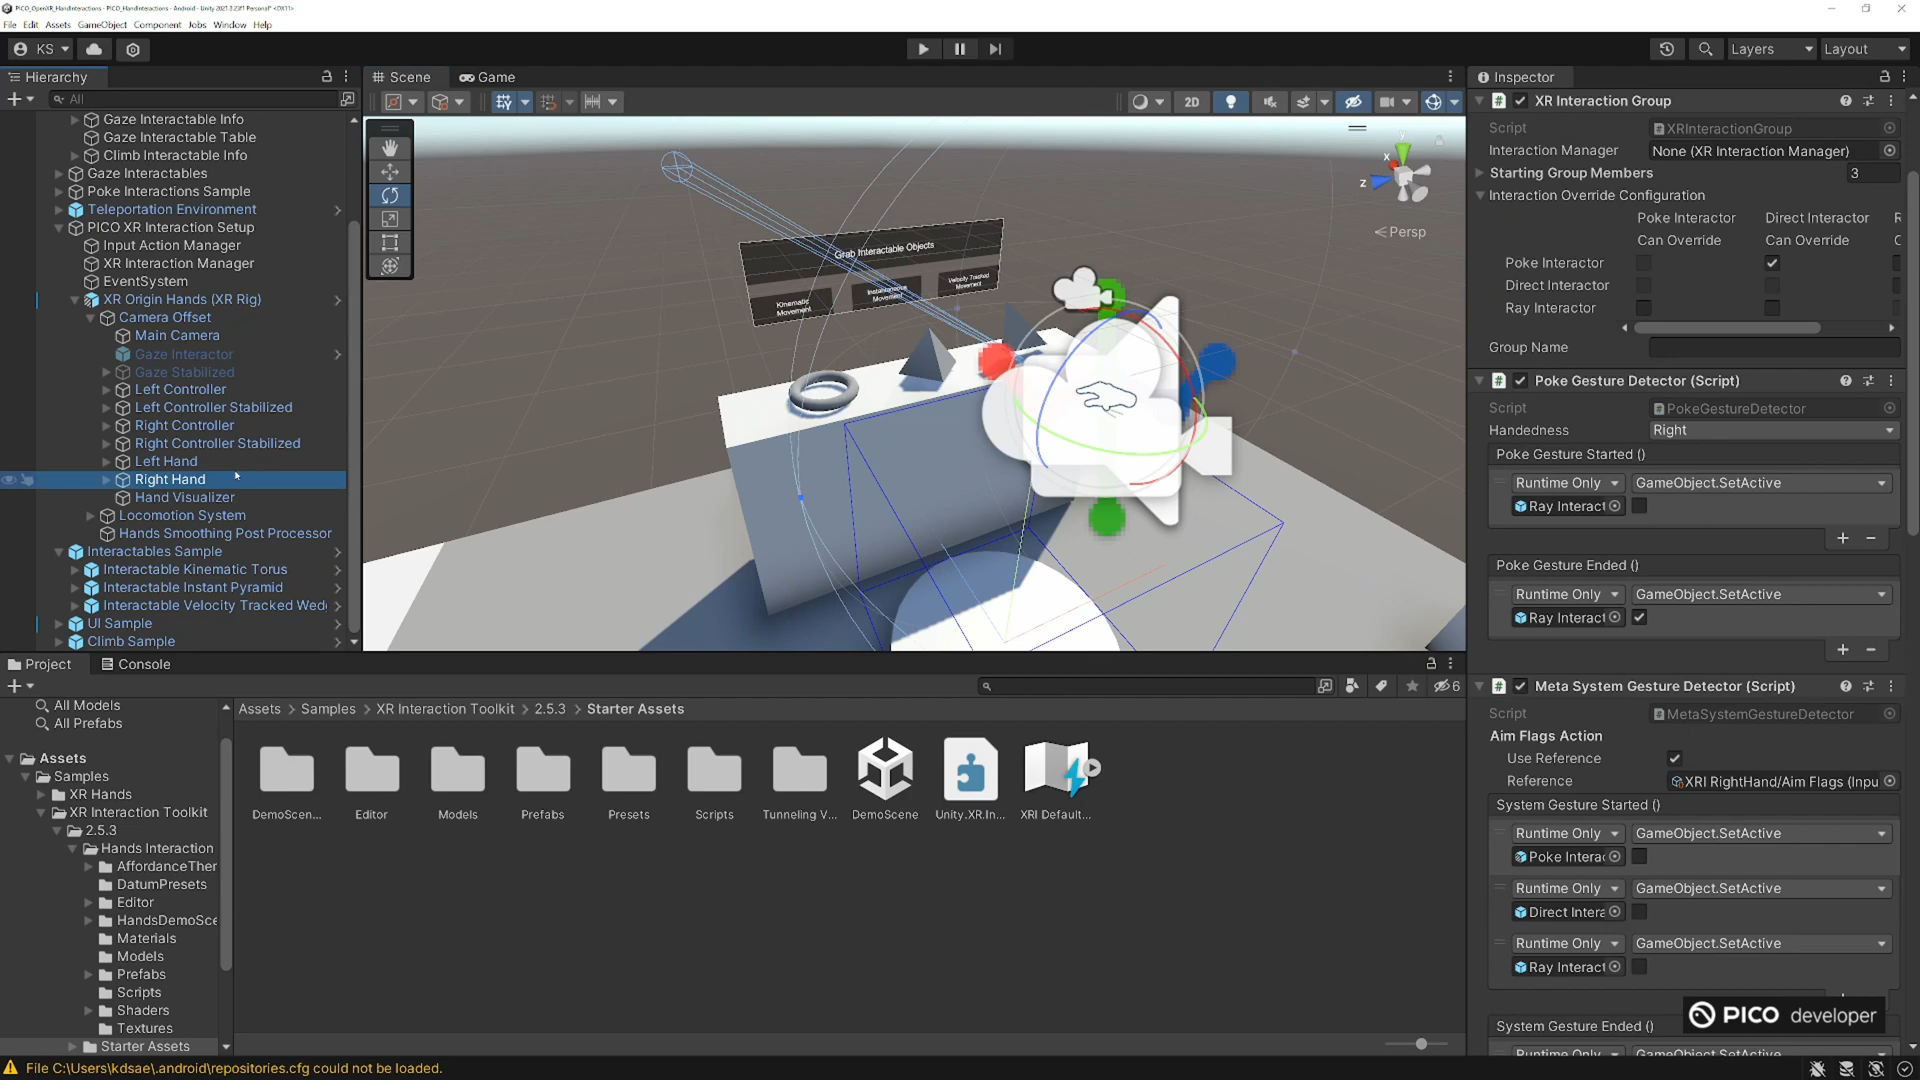 PICO_OpenXR_HandInteractions - PICO_HandInteractions - Android - Unity 2021.3.23f1 Personal* <DX11>
File Edit Assets GameObject Component Jobs Window Help
KS
Layers
Layout
Hierarchy
All
Gaze Interactable Info
Gaze Interactable Table
Climb Interactable Info
Gaze Interactables
Poke Interactions Sample
Teleportation Environment
PICO XR Interaction Setup
Input Action Manager
XR Interaction Manager
EventSystem
XR Origin Hands (XR Rig)
Camera Offset
Main Camera
Gaze Interactor
Gaze Stabilized
Left Controller
Left Controller Stabilized
Right Controller
Right Controller Stabilized
Left Hand
Right Hand
Hand Visualizer
Locomotion System
Hands Smoothing Post Processor
Interactables Sample
Interactable Kinematic Torus
Interactable Instant Pyramid
Interactable Velocity Tracked Wed
UI Sample
Climb Sample
Scene
Game
2D
Grab Interactable Objects
Kinematic Movement
Instantaneous Movement
Velocity Tracked Movement
y
x
z
Persp
Inspector
XR Interaction Group
Script XRInteractionGroup
Interaction Manager None (XR Interaction Manager)
Starting Group Members 3
Interaction Override Configuration
Poke Interactor Direct Interactor R
Can Override Can Override C
Poke Interactor
Direct Interactor
Ray Interactor
Group Name
Poke Gesture Detector (Script)
Script PokeGestureDetector
Handedness Right
Poke Gesture Started ()
Runtime Only GameObject.SetActive
Ray Interact
Poke Gesture Ended ()
Runtime Only GameObject.SetActive
Ray Interact
Meta System Gesture Detector (Script)
Script MetaSystemGestureDetector
Aim Flags Action
Use Reference
Reference XRI RightHand/Aim Flags (Inpu
System Gesture Started ()
Runtime Only GameObject.SetActive
Poke Interac
Runtime Only GameObject.SetActive
Direct Intera
Runtime Only GameObject.SetActive
Ray Interact
System Gesture Ended ()
Runtime Only GameObject.SetActive
PICO developer
Project
Console
6
All Models
All Prefabs
Assets
Samples
XR Hands
XR Interaction Toolkit
2.5.3
Hands Interaction
AffordanceTher
DatumPresets
Editor
HandsDemoSce
Materials
Models
Prefabs
Scripts
Shaders
Textures
Starter Assets
Assets > Samples > XR Interaction Toolkit > 2.5.3 > Starter Assets
DemoScen... Editor Models Prefabs Presets Scripts Tunneling V... DemoScene Unity.XR.In... XRI Default...
File C:\Users\kdsae\.android\repositories.cfg could not be loaded.